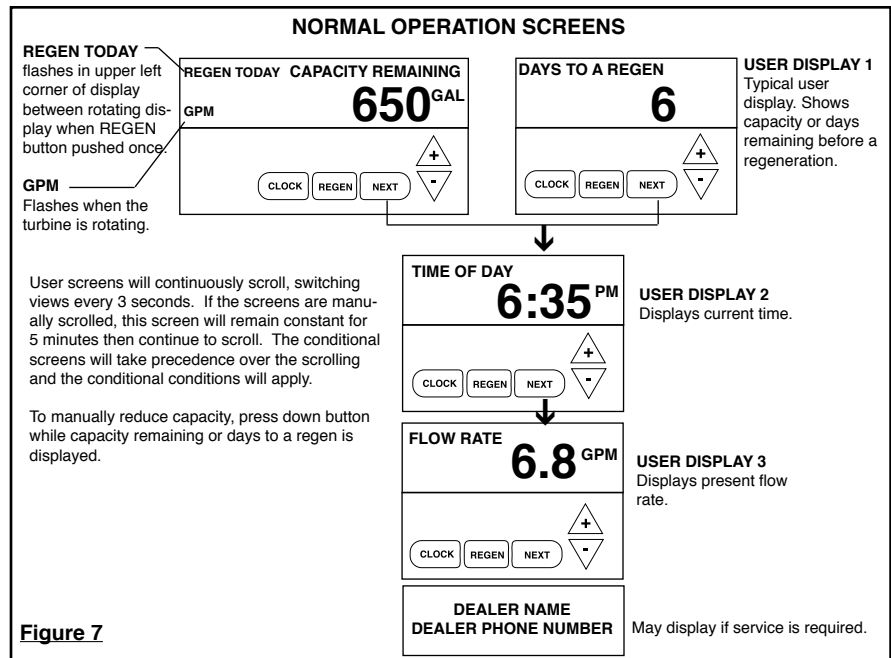 NORMAL OPERATION SCREENS
REGEN TODAY
flashes in upper left
corner of display
between rotating dis-
play when REGEN
button pushed once.
GPM
Flashes when the
turbine is rotating.
REGEN TODAY CAPACITY REMAINING
650 GAL
GPM
+
CLOCK REGEN NEXT -
DAYS TO A REGEN
6
+
CLOCK REGEN NEXT -
USER DISPLAY 1
Typical user
display. Shows
capacity or days
remaining before a
regeneration.
User screens will continuously scroll, switching
views every 3 seconds. If the screens are manu-
ally scrolled, this screen will remain constant for
5 minutes then continue to scroll. The conditional
screens will take precedence over the scrolling
and the conditional conditions will apply.
To manually reduce capacity, press down button
while capacity remaining or days to a regen is
displayed.
TIME OF DAY
6:35 PM
+
CLOCK REGEN NEXT -
USER DISPLAY 2
Displays current time.
FLOW RATE
6.8 GPM
+
CLOCK REGEN NEXT -
USER DISPLAY 3
Displays present flow
rate.
DEALER NAME
DEALER PHONE NUMBER
May display if service is required.
Figure 7